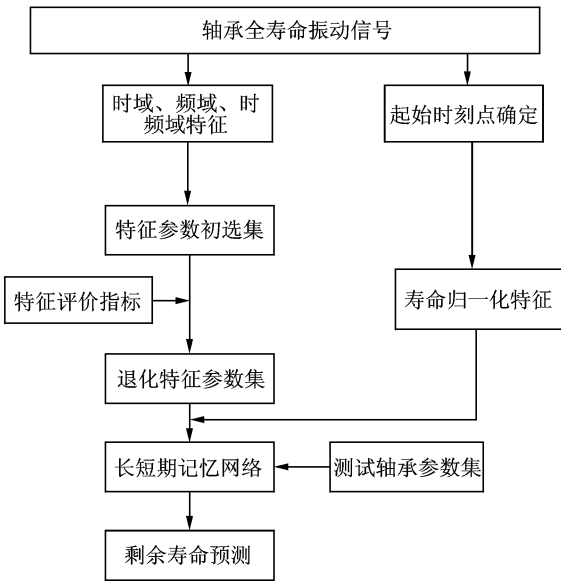 轴承全寿命振动信号
时域、频域、时
频域特征
起始时刻点确定
特征参数初选集
特征评价指标
寿命归一化特征
退化特征参数集
长短期记忆网络
测试轴承参数集
剩余寿命预测